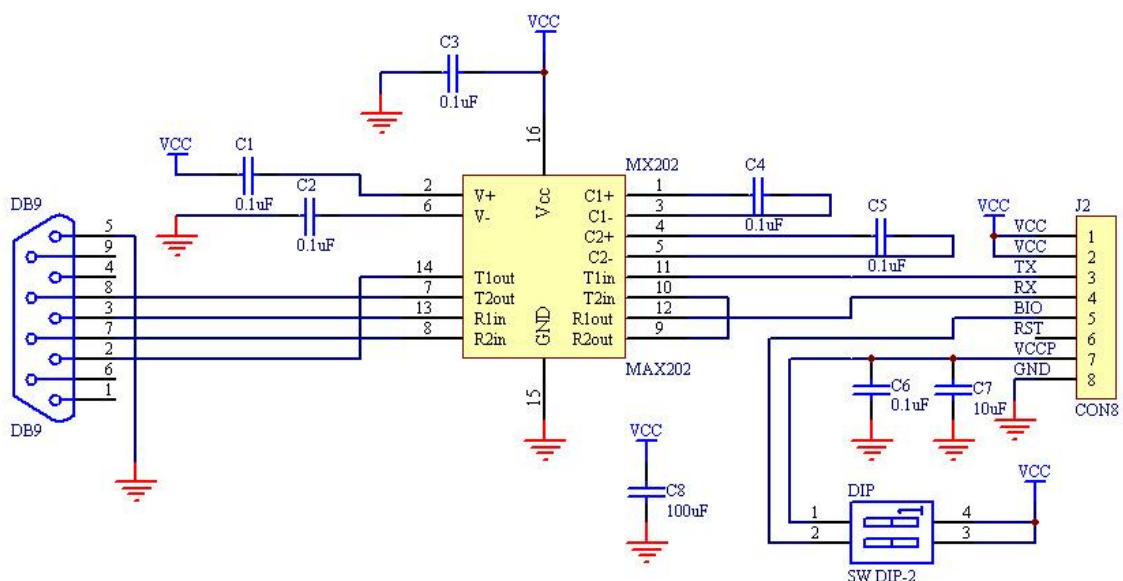 VCC
C3
0.1uF
16
VCC
C1
0.1uF
C2
0.1uF
MX202
2 V+
6 V-
Vcc
C1+ 1
C1- 3
C2+ 4
C2- 5
14 T1out
T1in 11
7 T2out
T2in 10
13 R1in
R1out 12
8 R2in
R2out 9
GND
15
MAX202
C4
0.1uF
C5
0.1uF
DB9
5
9
4
8
3
7
2
6
1
DB9
J2
VCC
VCC 1
VCC 2
TX 3
RX 4
BIO 5
RST 6
VCCP 7
GND 8
CON8
C6
0.1uF
C7
10uF
VCC
C8
100uF
VCC
DIP
1
1 4
2 3
SW DIP-2